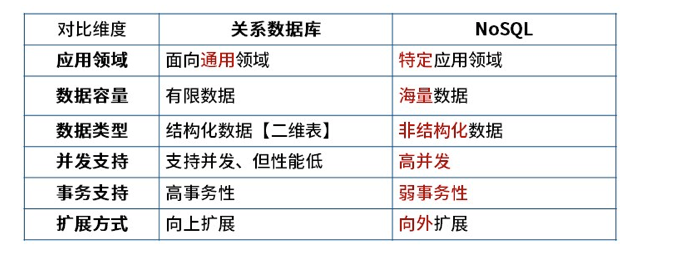 对比维度 关系数据库 NoSQL
应用领域 面向通用领域 特定应用领域
数据容量 有限数据 海量数据
数据类型 结构化数据【二维表】 非结构化数据
并发支持 支持并发、但性能低 高并发
事务支持 高事务性 弱事务性
扩展方式 向上扩展 向外扩展